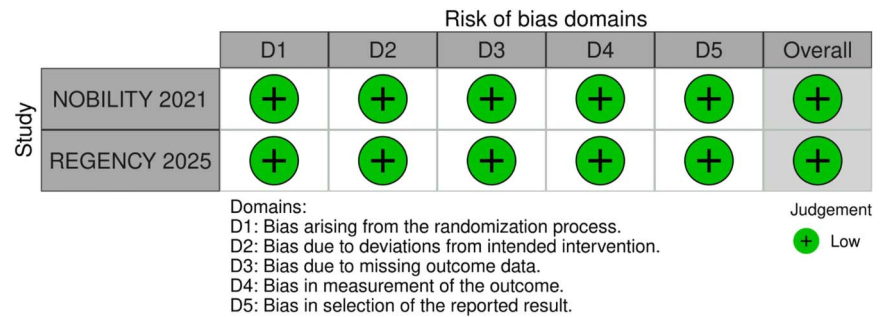 Risk of bias domains
D1 D2 D3 D4 D5 Overall
Study
NOBILITY 2021 + + + + + +
REGENCY 2025 + + + + + +
Domains:
D1: Bias arising from the randomization process.
D2: Bias due to deviations from intended intervention.
D3: Bias due to missing outcome data.
D4: Bias in measurement of the outcome.
D5: Bias in selection of the reported result.
Judgement
+ Low